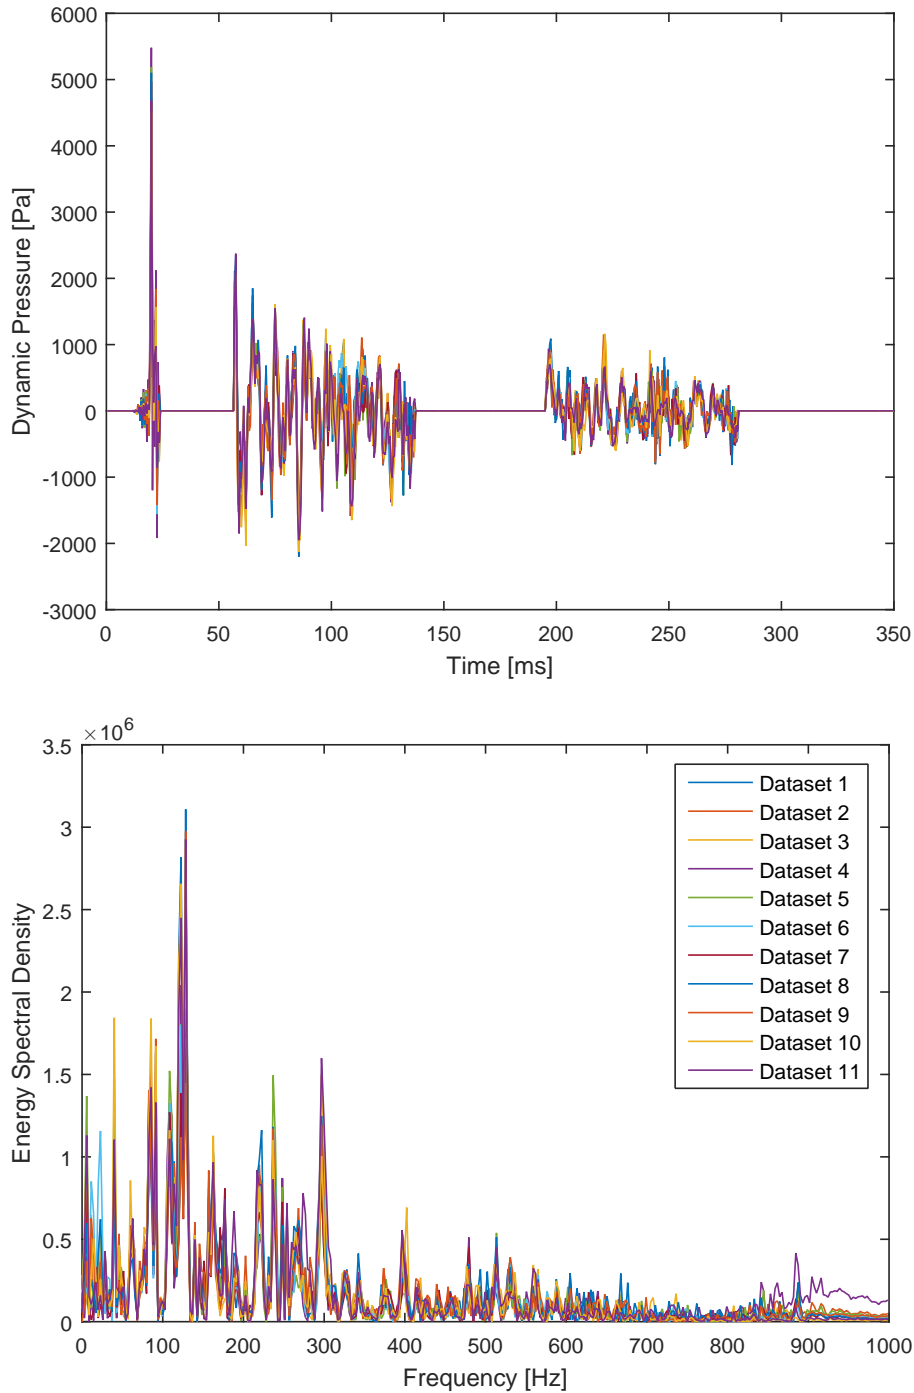 6000
5000
4000
3000
2000
1000
0
-1000
-2000
-3000
Dynamic Pressure [Pa]
0 50 100 150 200 250 300 350
Time [ms]
×10^6
3.5
3
2.5
2
1.5
1
0.5
0
Energy Spectral Density
Dataset 1
Dataset 2
Dataset 3
Dataset 4
Dataset 5
Dataset 6
Dataset 7
Dataset 8
Dataset 9
Dataset 10
Dataset 11
0 100 200 300 400 500 600 700 800 900 1000
Frequency [Hz]